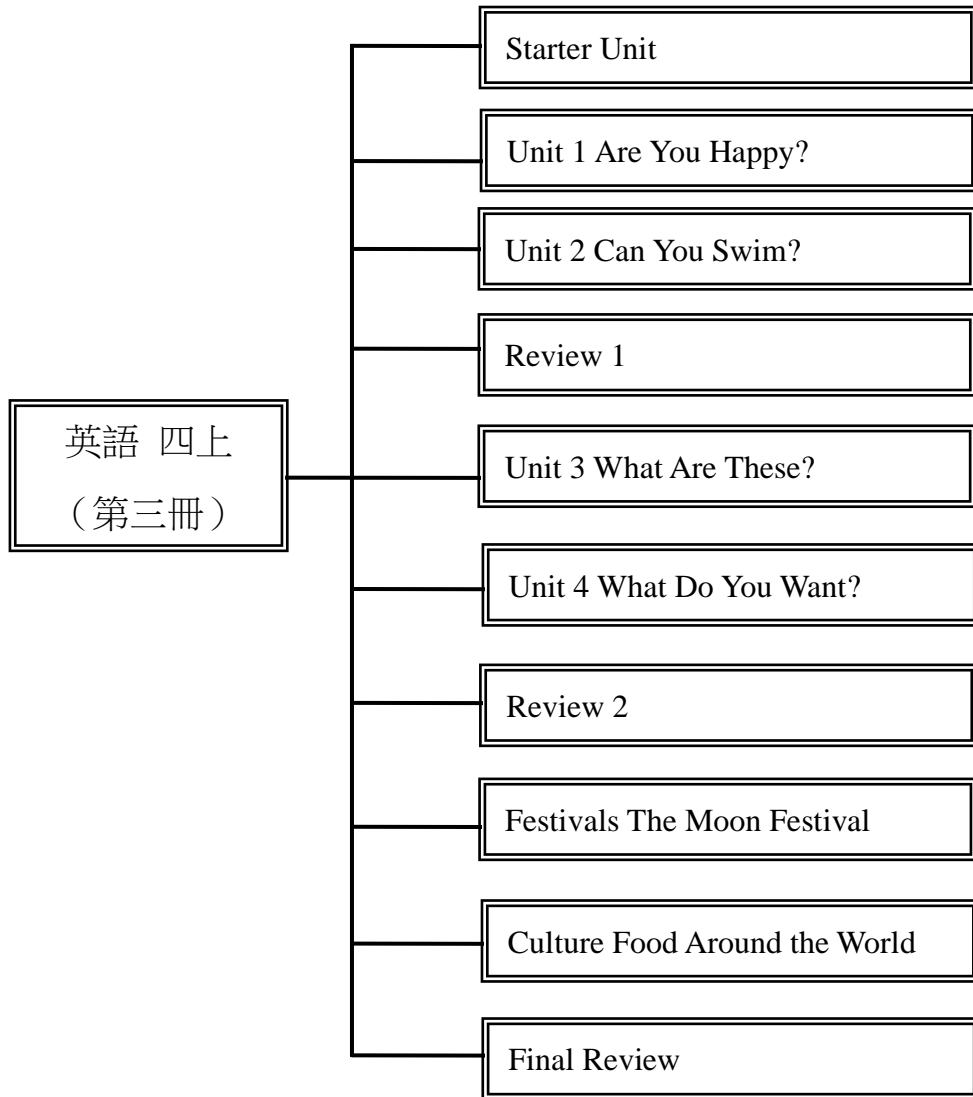 Starter Unit
Unit 1 Are You Happy?
Unit 2 Can You Swim?
Review 1
英語 四上
（第三冊）
Unit 3 What Are These?
Unit 4 What Do You Want?
Review 2
Festivals The Moon Festival
Culture Food Around the World
Final Review